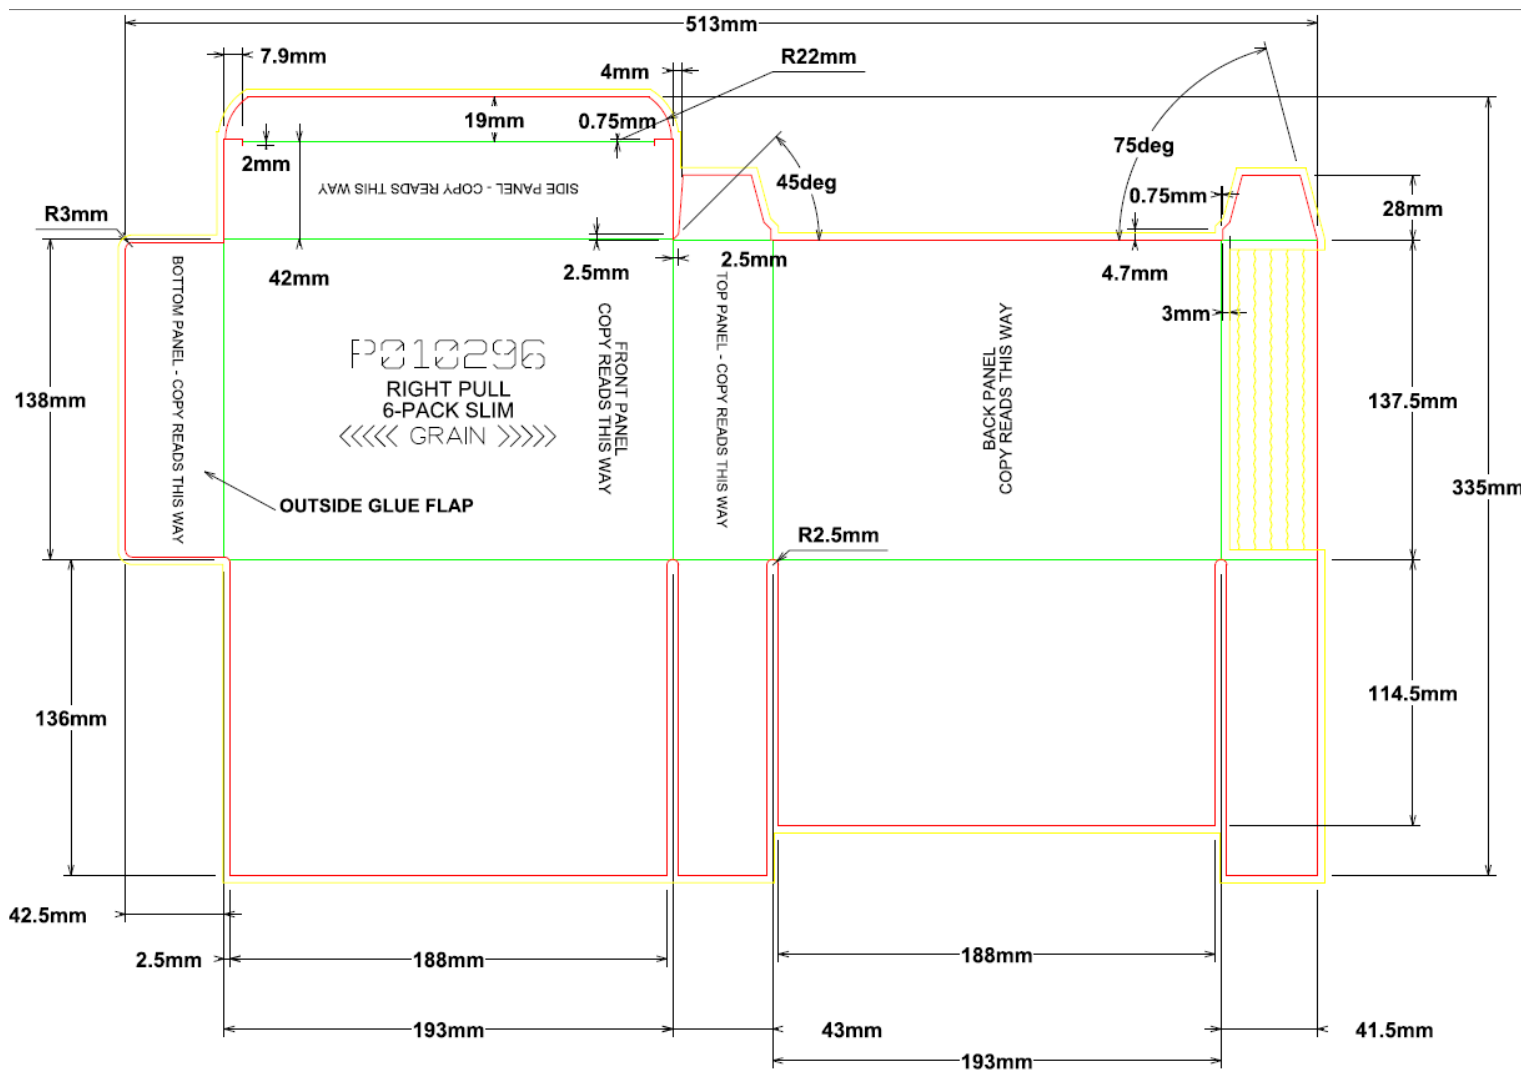 513mm
7.9mm
R22mm
4mm
19mm
0.75mm
75deg
2mm
45deg
SIDE PANEL - COPY READS THIS WAY
0.75mm
28mm
R3mm
42mm
2.5mm
2.5mm
4.7mm
3mm
BOTTOM PANEL - COPY READS THIS WAY
P010296
RIGHT PULL
6-PACK SLIM
<<<<< GRAIN >>>>>
FRONT PANEL
COPY READS THIS WAY
TOP PANEL - COPY READS THIS WAY
BACK PANEL
COPY READS THIS WAY
138mm
137.5mm
335mm
OUTSIDE GLUE FLAP
R2.5mm
136mm
114.5mm
42.5mm
2.5mm
188mm
188mm
193mm
43mm
41.5mm
193mm